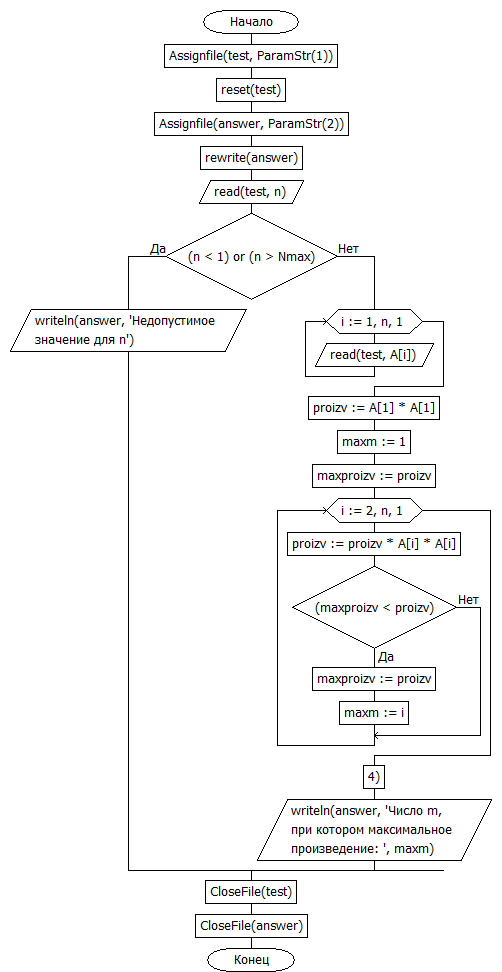 Начало
Assignfile(test, ParamStr(1))
reset(test)
Assignfile(answer, ParamStr(2))
rewrite(answer)
read(test, n)
Да
(n < 1) or (n > Nmax)
Нет
writeln(answer, 'Недопустимое
значение для n')
i := 1, n, 1
read(test, A[i])
proizv := A[1] * A[1]
maxm := 1
maxproizv := proizv
i := 2, n, 1
proizv := proizv * A[i] * A[i]
(maxproizv < proizv)
Нет
Да
maxproizv := proizv
maxm := i
4)
writeln(answer, 'Число m,
при котором максимальное
произведение: ', maxm)
CloseFile(test)
CloseFile(answer)
Конец